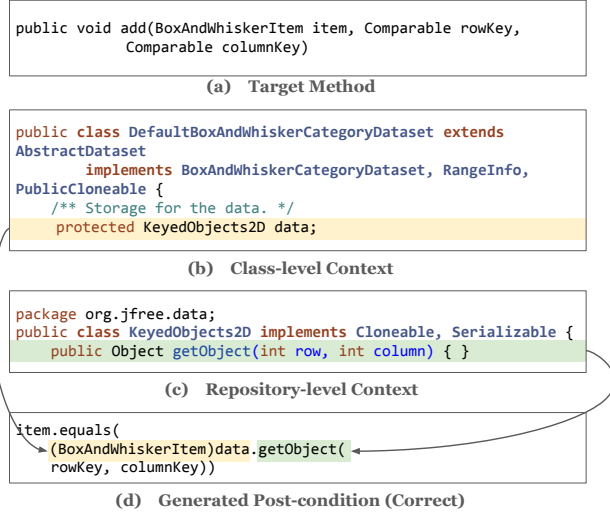 public void add(BoxAndWhiskerItem item, Comparable rowKey,
Comparable columnKey)
(a) Target Method
public class DefaultBoxAndWhiskerCategoryDataset extends
AbstractDataset
implements BoxAndWhiskerCategoryDataset, RangeInfo,
PublicCloneable {
/** Storage for the data. */
protected KeyedObjects2D data;
(b) Class-level Context
package org.jfree.data;
public class KeyedObjects2D implements Cloneable, Serializable {
public Object getObject(int row, int column) { }
(c) Repository-level Context
item.equals(
(BoxAndWhiskerItem)data.getObject(
rowKey, columnKey))
(d) Generated Post-condition (Correct)